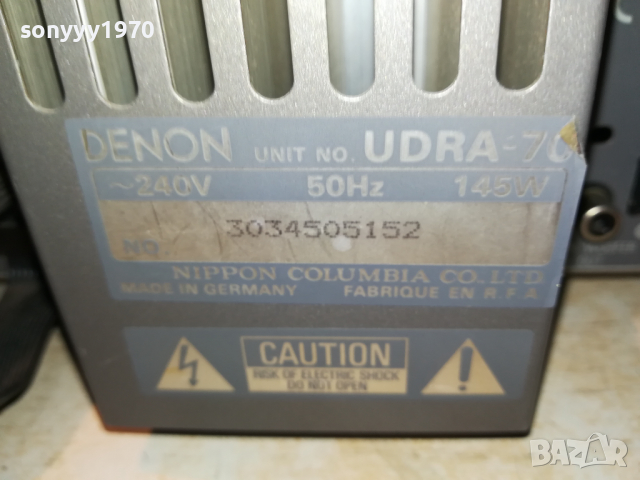 sonyyy1970
DENON UNIT NO. UDRA-70
~240V 50Hz 145W
3034505152
NO
NIPPON COLUMBIA CO. LTD
MADE IN GERMANY FABRIQUE EN R.F.A
CAUTION
RISK OF ELECTRIC SHOCK
DO NOT OPEN
BAZAR